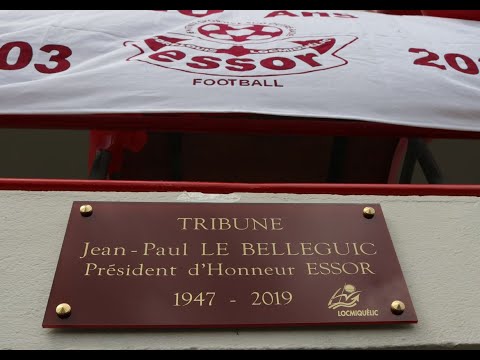 Ans
03
essor
20
FOOTBALL
TRIBUNE
Jean-Paul LE BELLEGUIC
Président d'Honneur ESSOR
1947 - 2019
LOCMIQUÉLIC